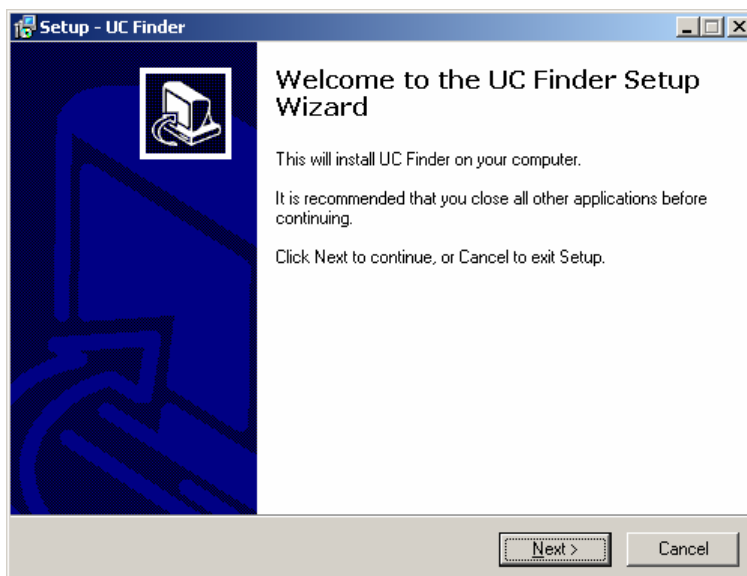 Setup - UC Finder
Welcome to the UC Finder Setup
Wizard
This will install UC Finder on your computer.
It is recommended that you close all other applications before
continuing.
Click Next to continue, or Cancel to exit Setup.
Next >
Cancel